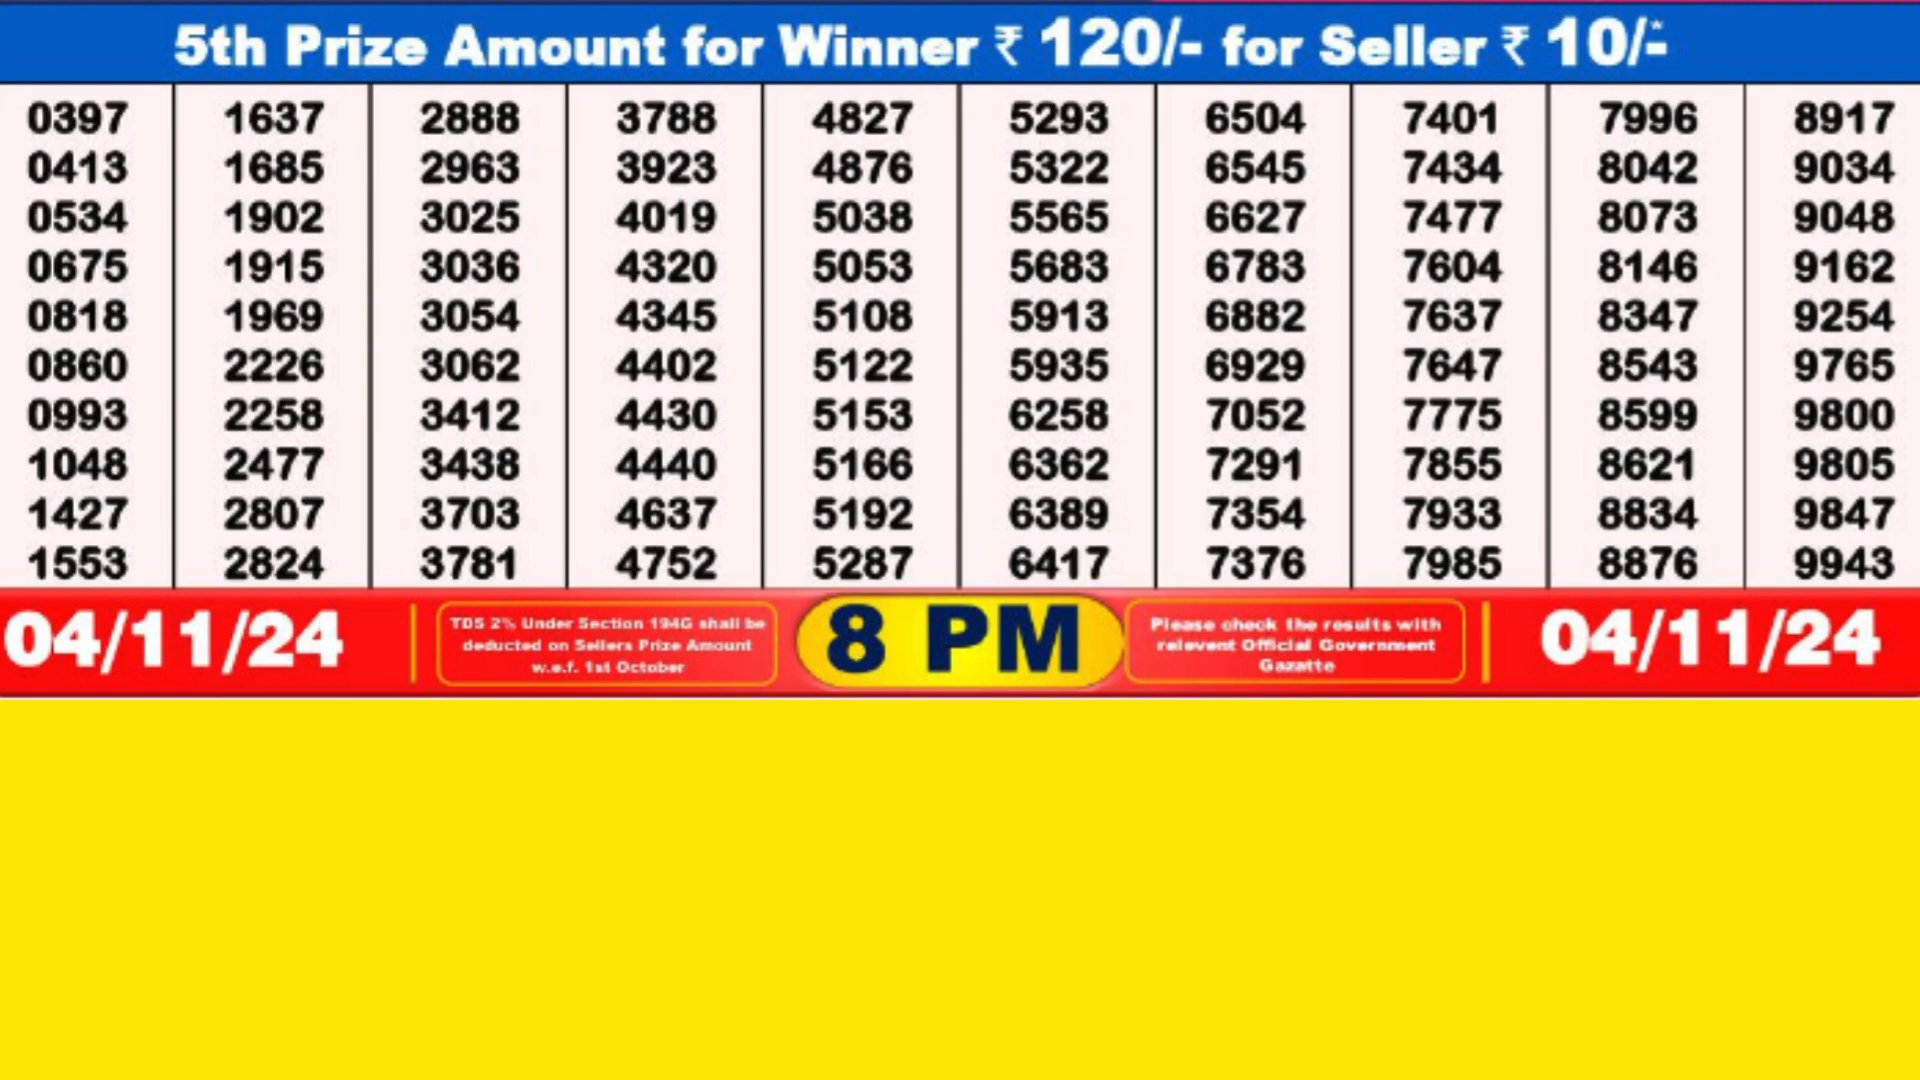 5th Prize Amount for Winner ₹ 120/- for Seller ₹ 10/-*
0397 1637 2888 3788 4827 5293 6504 7401 7996 8917
0413 1685 2963 3923 4876 5322 6545 7434 8042 9034
0534 1902 3025 4019 5038 5565 6627 7477 8073 9048
0675 1915 3036 4320 5053 5683 6783 7604 8146 9162
0818 1969 3054 4345 5108 5913 6882 7637 8347 9254
0860 2226 3062 4402 5122 5935 6929 7647 8543 9765
0993 2258 3412 4430 5153 6258 7052 7775 8599 9800
1048 2477 3438 4440 5166 6362 7291 7855 8621 9805
1427 2807 3703 4637 5192 6389 7354 7933 8834 9847
1553 2824 3781 4752 5287 6417 7376 7985 8876 9943
04/11/24
TDS 2% Under Section 194G shall be
deducted on Sellers Prize Amount
w.e.f. 1st October
8 PM
Please check the results with
relevent Official Government
Gazatte
04/11/24